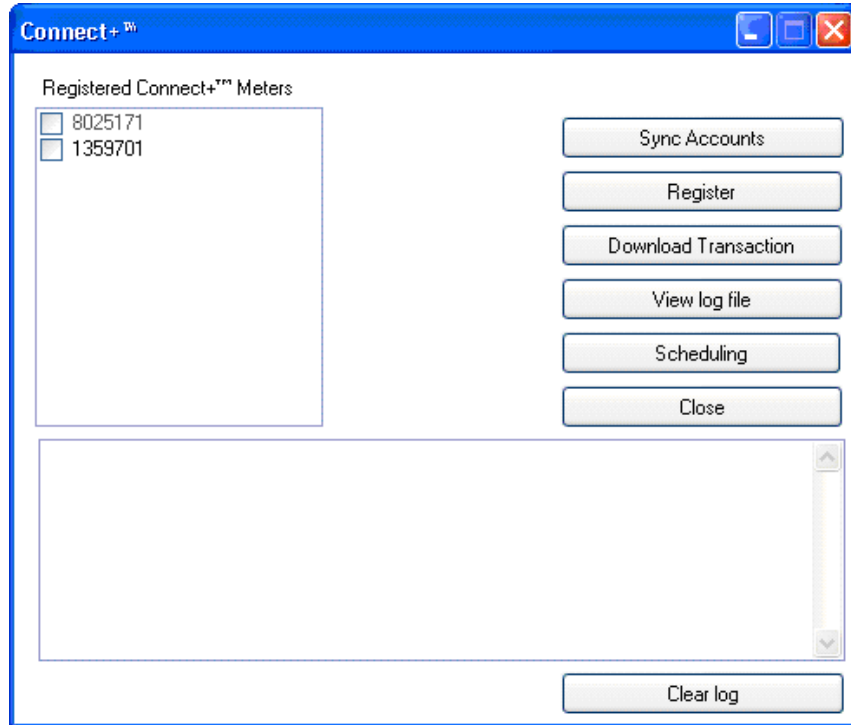 Connect+™
Registered Connect+™ Meters
8025171
1359701
Sync Accounts
Register
Download Transaction
View log file
Scheduling
Close
Clear log